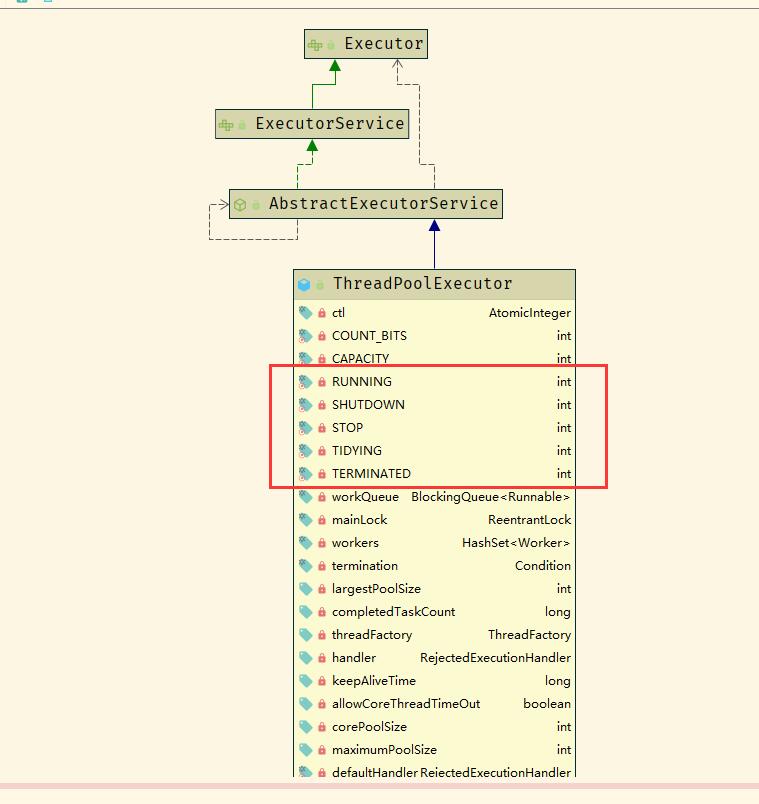 Executor
ExecutorService
AbstractExecutorService
ThreadPoolExecutor
ctl AtomicInteger
COUNT_BITS int
CAPACITY int
RUNNING int
SHUTDOWN int
STOP int
TIDYING int
TERMINATED int
workQueue BlockingQueue<Runnable>
mainLock ReentrantLock
workers HashSet<Worker>
termination Condition
largestPoolSize int
completedTaskCount long
threadFactory ThreadFactory
handler RejectedExecutionHandler
keepAliveTime long
allowCoreThreadTimeOut boolean
corePoolSize int
maximumPoolSize int
defaultHandler RejectedExecutionHandler